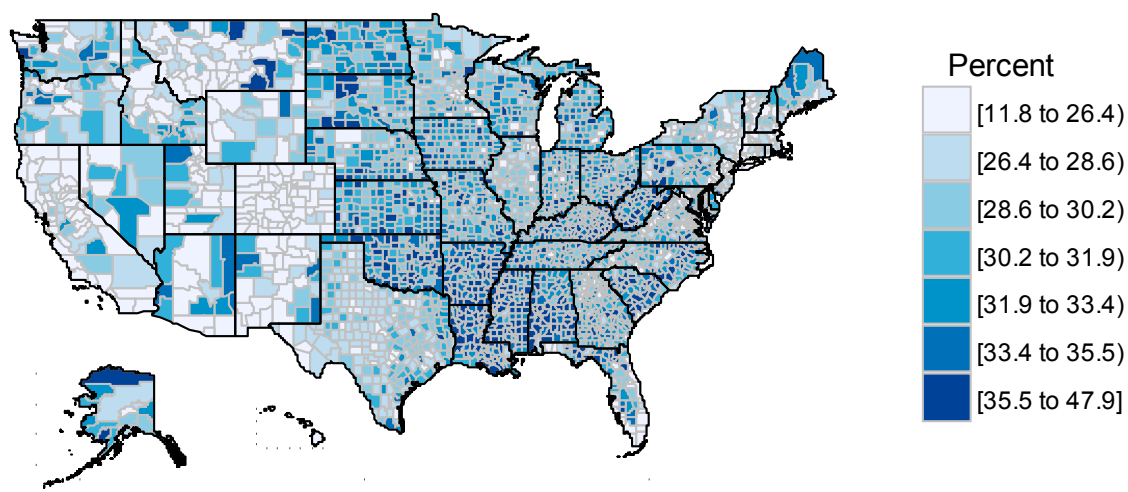 Percent
[11.8 to 26.4)
[26.4 to 28.6)
[28.6 to 30.2)
[30.2 to 31.9)
[31.9 to 33.4)
[33.4 to 35.5)
[35.5 to 47.9]